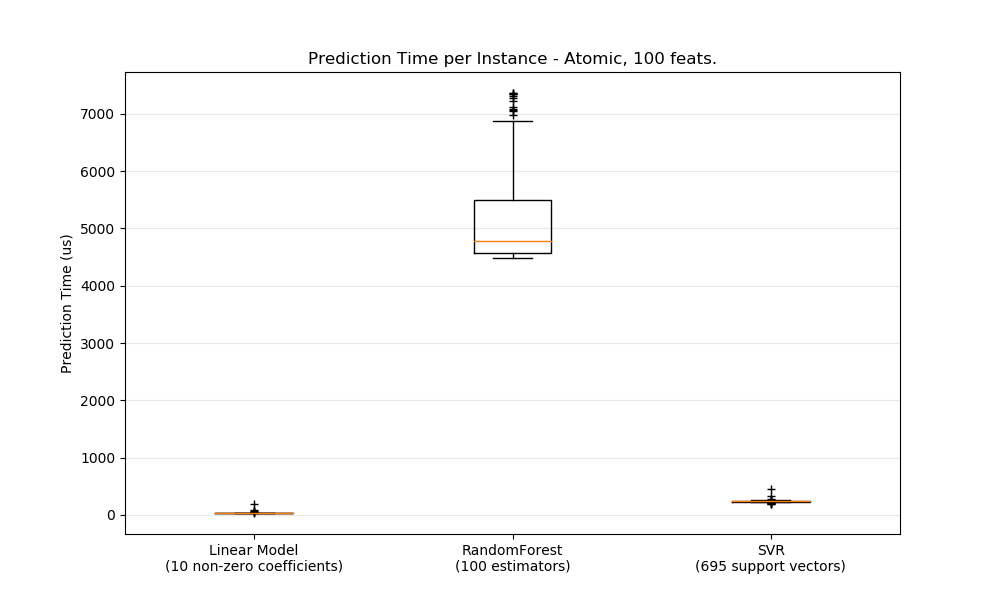 Prediction Time per Instance - Atomic, 100 feats.
Prediction Time (us)
7000
6000
5000
4000
3000
2000
1000
0
Linear Model
(10 non-zero coefficients)
RandomForest
(100 estimators)
SVR
(695 support vectors)